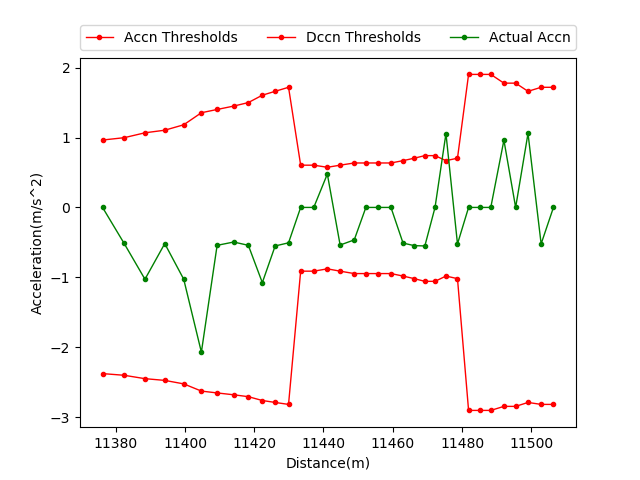 Accn Thresholds Dccn Thresholds Actual Accn
2
1
0
−1
−2
−3
Acceleration(m/s^2)
11380 11400 11420 11440 11460 11480 11500
Distance(m)